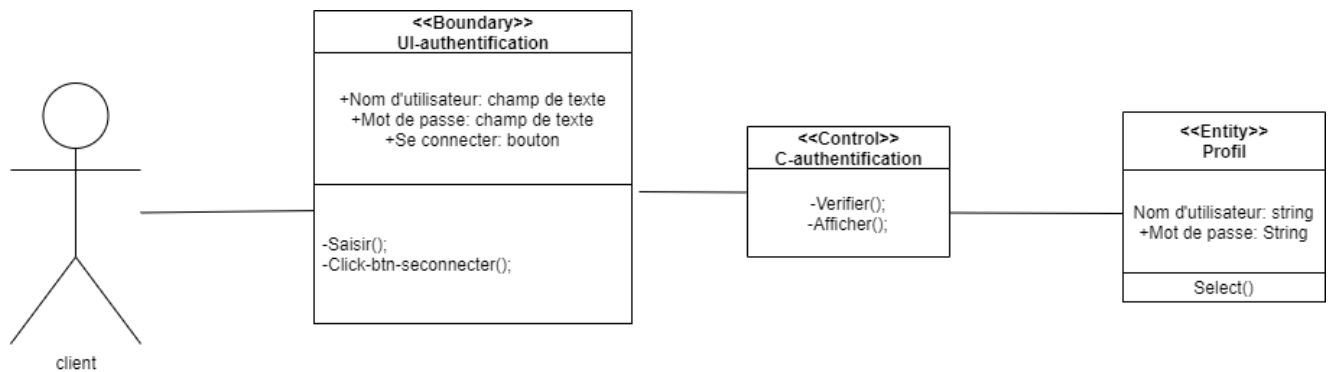 <<Boundary>>
UI-authentification
+Nom d'utilisateur: champ de texte
+Mot de passe: champ de texte
+Se connecter: bouton
-Saisir();
-Click-btn-seconnecter();
<<Control>>
C-authentification
-Verifier();
-Afficher();
<<Entity>>
Profil
Nom d'utilisateur: string
+Mot de passe: String
Select()
client